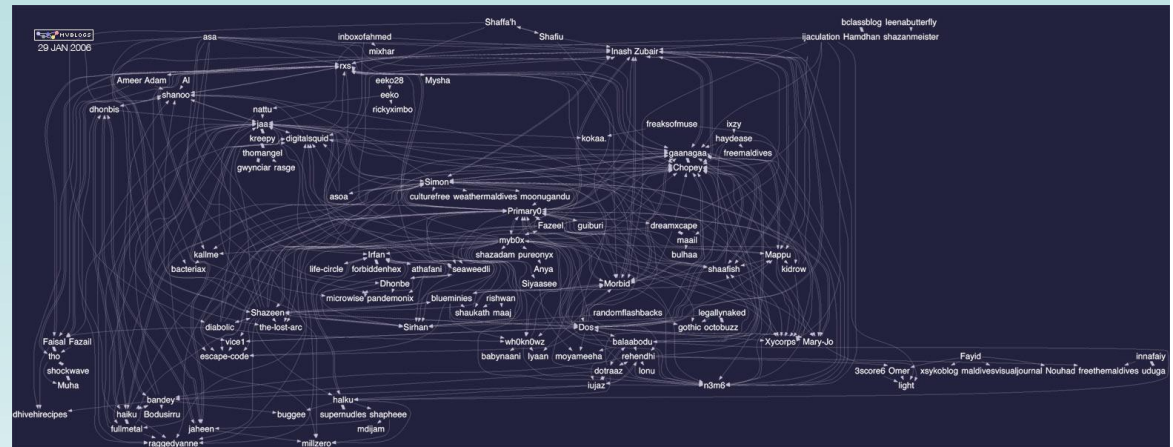 Shaffa'h
bclassblog leenabutterfly
MVBLOGS
asa inboxofahmed Shafiu ijaculation Hamdhan shazanmeister
29 JAN 2006
mixhar Inash Zubair
rxs
Ameer Adam Al eeko28 Mysha
shanoo eeko
dhonbis nattu rickyximbo
jaa freaksofmuse ixzy
kreepy digitalsquid kokaa. haydease
thomangel gaanagaa freemaldives
gwynciar rasge Chopey
Simon
asoa culturefree weathermaldives moonugandu
Primary0
Fazeel guiburi dreamxcape
myb0x maail
kallme Irfan shazadam pureonyx bulhaa Mappu
bacteriax life-circle forbiddenhex athafani seaweedli Anya shaafish kidrow
Dhonbe Siyaasee Morbid
microwise pandemonix blueminies rishwan
Shazeen shaukath maaj randomflashbacks legallynaked
diabolic the-lost-arc Sirhan Dos gothic octobuzz
Faisal Fazail vice1 wh0kn0wz balaabodu Xycorps Mary-Jo
tho escape-code babynaani Iyaan moyameeha rehendhi Fayid innafaiy
shockwave dotraaz lonu 3score6 Omer xsykoblog maldivesvisualjournal Nouhad freethemaldives uduga
Muha iujaz n3m6 light
bandey halku
dhivehirecipes haiku Bodusirru buggee supernudles shapheee
fullmetal jaheen mdijam
raggedyanne millzero